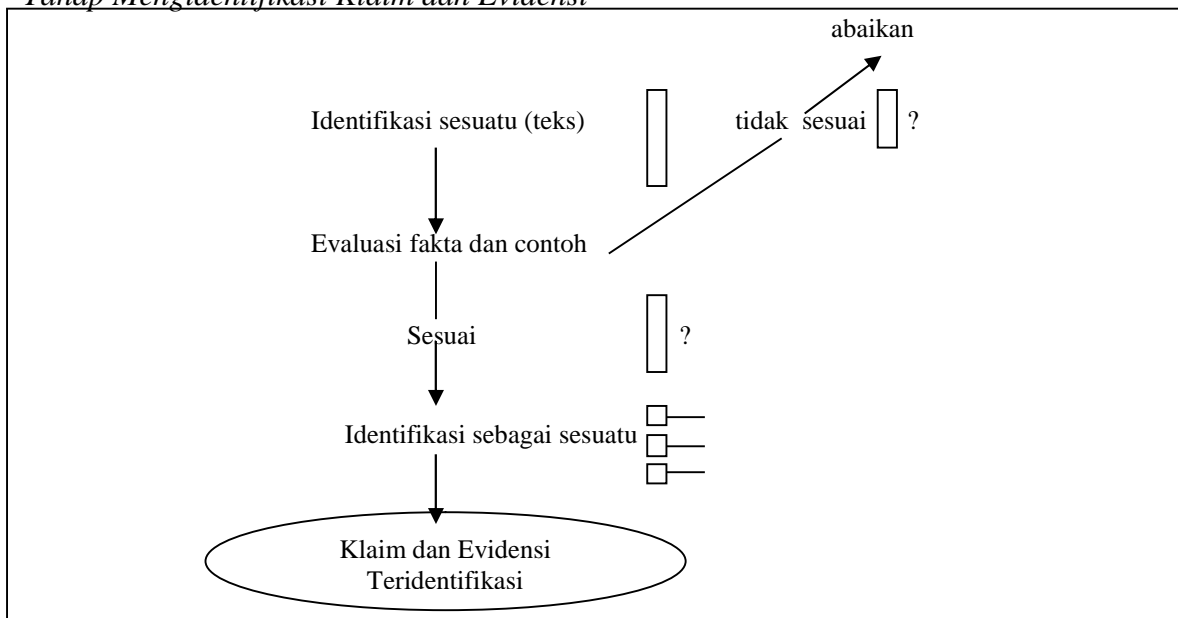 Tahap Mengidentifikasi Klaim dan Evidensi
abaikan
Identifikasi sesuatu (teks)
tidak sesuai ?
Evaluasi fakta dan contoh
Sesuai
?
Identifikasi sebagai sesuatu
Klaim dan Evidensi
Teridentifikasi